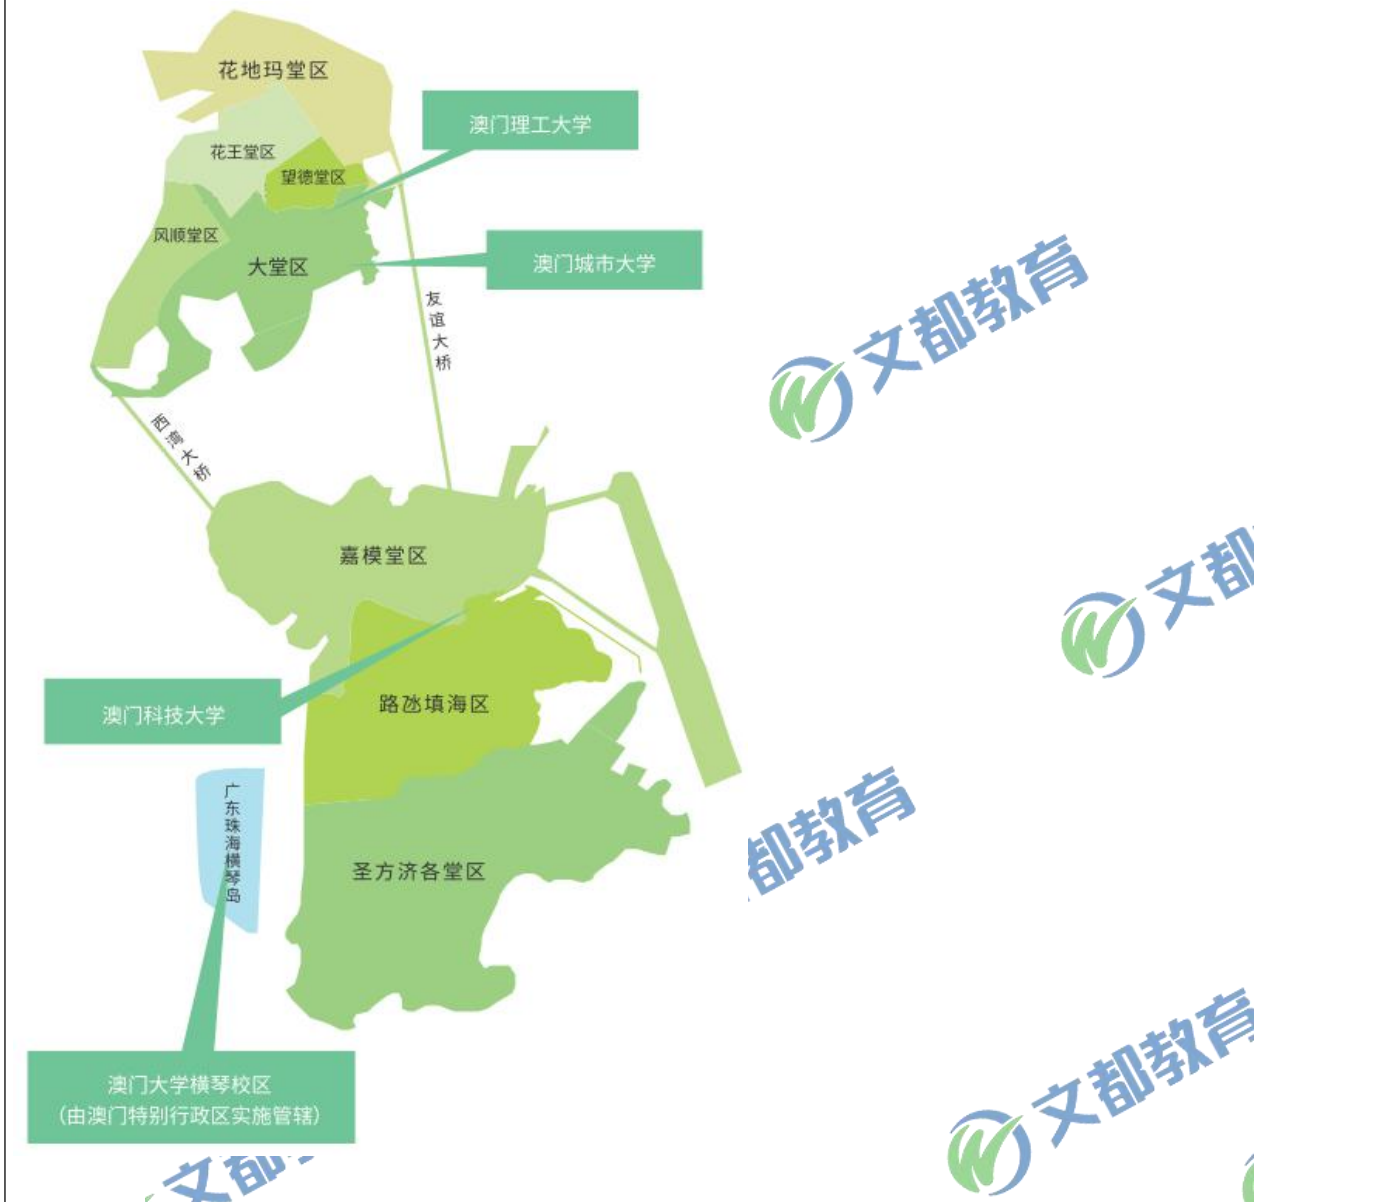 花地玛堂区
澳门理工大学
花王堂区
望德堂区
风顺堂区
大堂区
澳门城市大学
友谊大桥
西湾大桥
文都教育
嘉模堂区
文都
路氹填海区
澳门科技大学
广东珠海横琴岛
都教育
圣方济各堂区
文都教育
澳门大学横琴校区
(由澳门特别行政区实施管辖)
文都